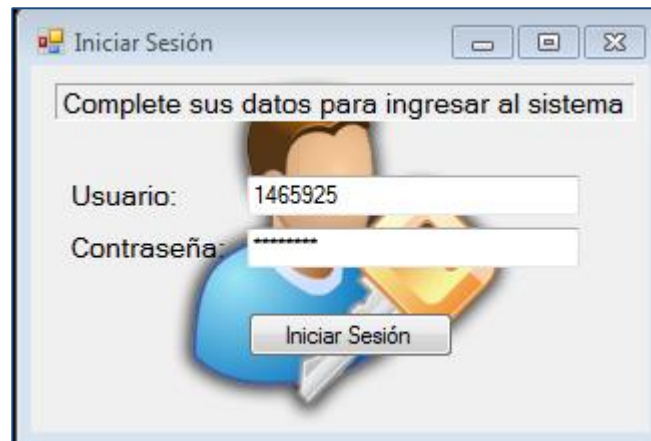 Iniciar Sesión
Complete sus datos para ingresar al sistema
Usuario: 1465925
Contraseña: ********
Iniciar Sesión